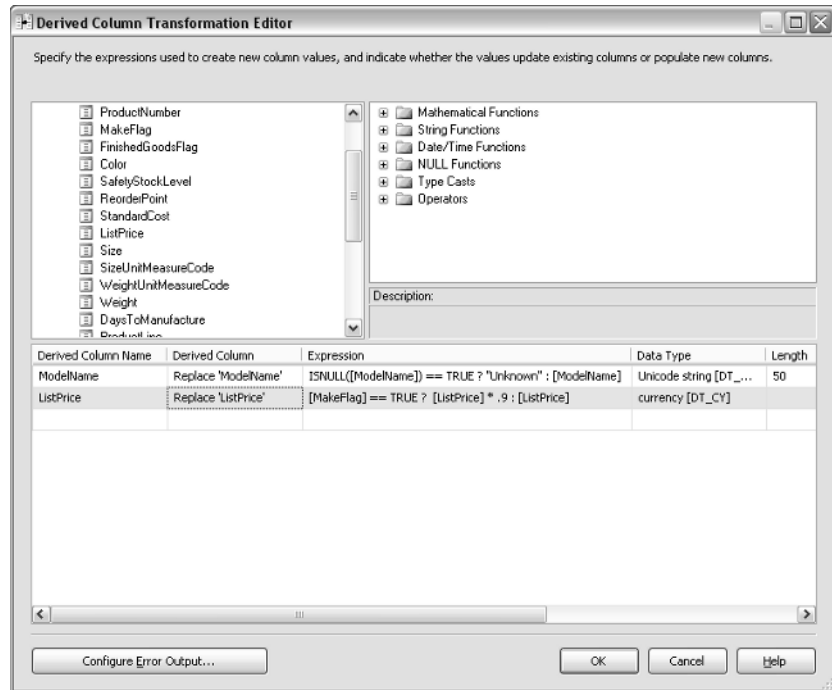 Derived Column Transformation Editor
Specify the expressions used to create new column values, and indicate whether the values update existing columns or populate new columns.
ProductNumber
MakeFlag
FinishedGoodsFlag
Color
SafetyStockLevel
ReorderPoint
StandardCost
ListPrice
Size
SizeUnitMeasureCode
WeightUnitMeasureCode
Weight
DaysToManufacture
ProductLine
Mathematical Functions
String Functions
Date/Time Functions
NULL Functions
Type Casts
Operators
Description:
Derived Column Name Derived Column Expression Data Type Length
ModelName Replace 'ModelName' ISNULL([ModelName]) == TRUE ? "Unknown" : [ModelName] Unicode string [DT_... 50
ListPrice Replace 'ListPrice' [MakeFlag] == TRUE ? [ListPrice] * .9 : [ListPrice] currency [DT_CY]
Configure Error Output... OK Cancel Help